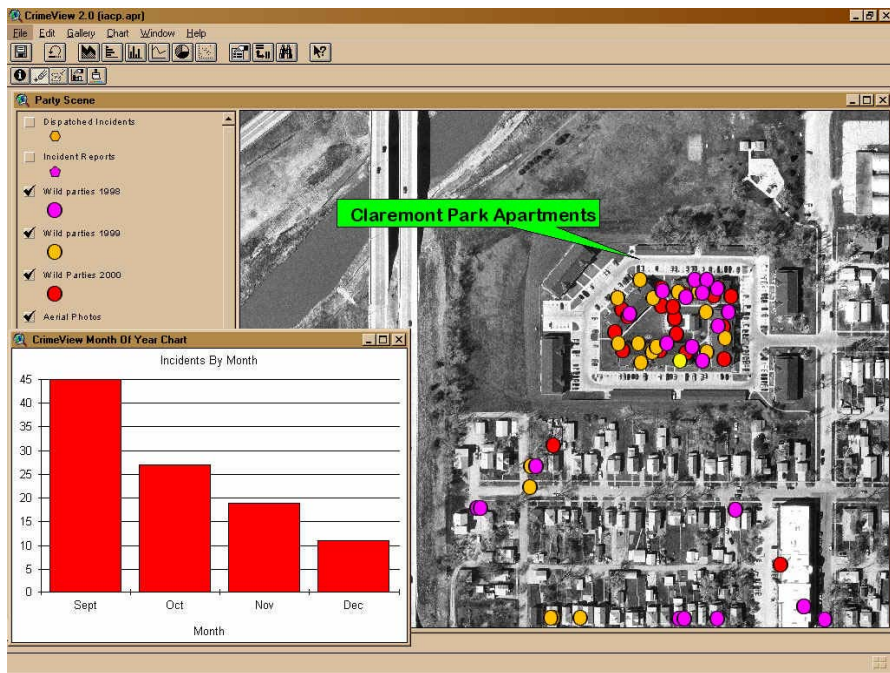 CrimeView 2.0 (iacp.apr)
File Edit Gallery Chart Window Help
Party Scene
Dispatched Incidents
Incident Reports
Wild parties 1998
Wild parties 1999
Wild Parties 2000
Aerial Photos
Claremont Park Apartments
CrimeView Month Of Year Chart
Incidents By Month
45
40
35
30
25
20
15
10
5
0
Sept Oct Nov Dec
Month